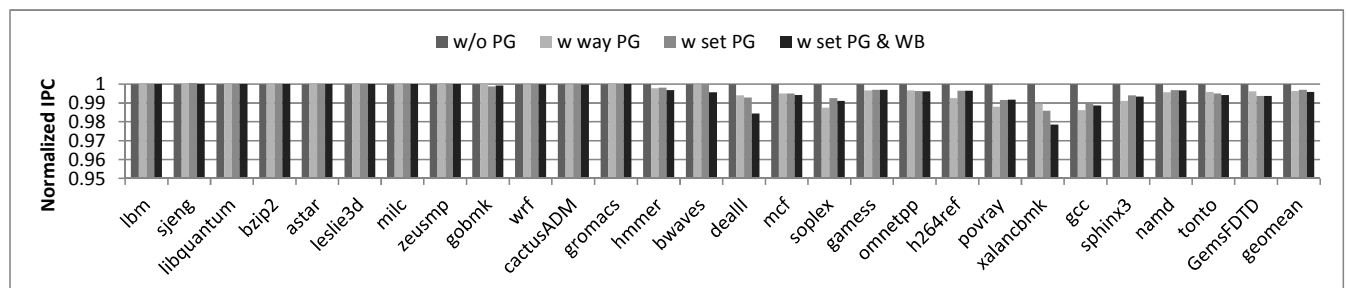 w/o PG w way PG w set PG w set PG & WB
Normalized IPC
1
0.99
0.98
0.97
0.96
0.95
lbm
sjeng
libquantum
bzip2
astar
leslie3d
milc
zeusmp
gobmk
wrf
cactusADM
gromacs
hmmer
bwaves
dealII
mcf
soplex
gamess
omnetpp
h264ref
povray
xalancbmk
gcc
sphinx3
namd
tonto
GemsFDTD
geomean